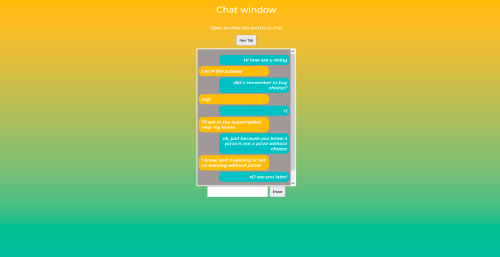 Chat window
Open another tab and try to chat
New Tab
Hi how are u doing
I'm in the subway
did u remember to buy
cheese?
nop
:-(
I'll ask in the supermarket
near my home
ok, just because you know a
pizza is not a pizza without
cheese
I know, and u evening is not
an evening without pizza!
xD see you later!